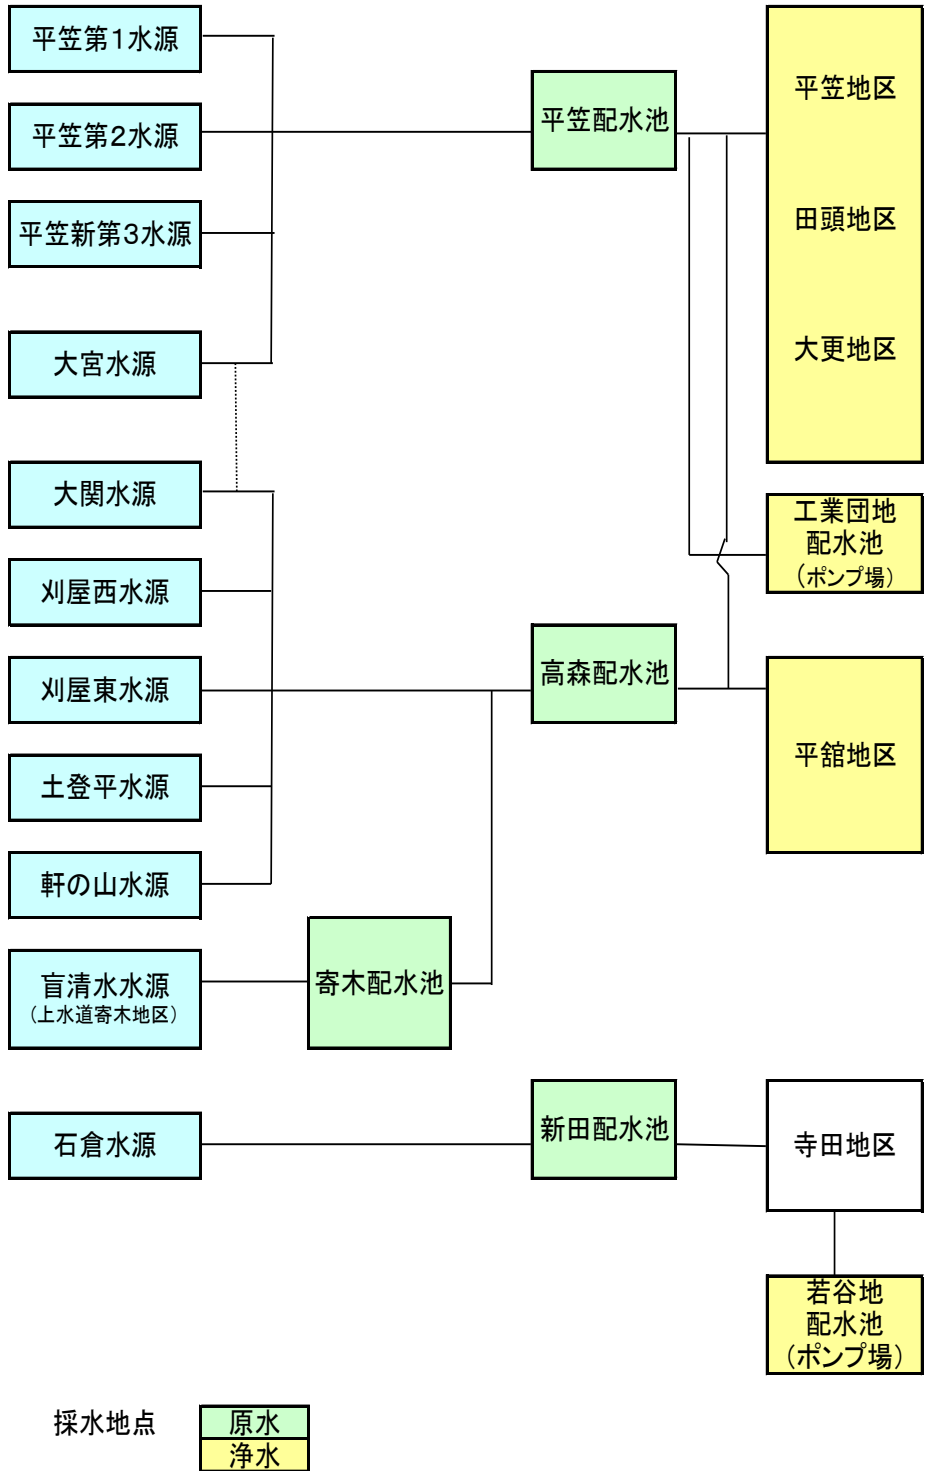 平笠第1水源
平笠第2水源
平笠新第3水源
大宮水源
大関水源
刈屋西水源
刈屋東水源
土登平水源
軒の山水源
盲清水水源
（上水道寄木地区）
石倉水源
寄木配水池
平笠配水池
高森配水池
新田配水池
平笠地区
田頭地区
大更地区
工業団地
配水池
（ポンプ場）
平舘地区
寺田地区
若谷地
配水池
（ポンプ場）
採水地点
原水
浄水